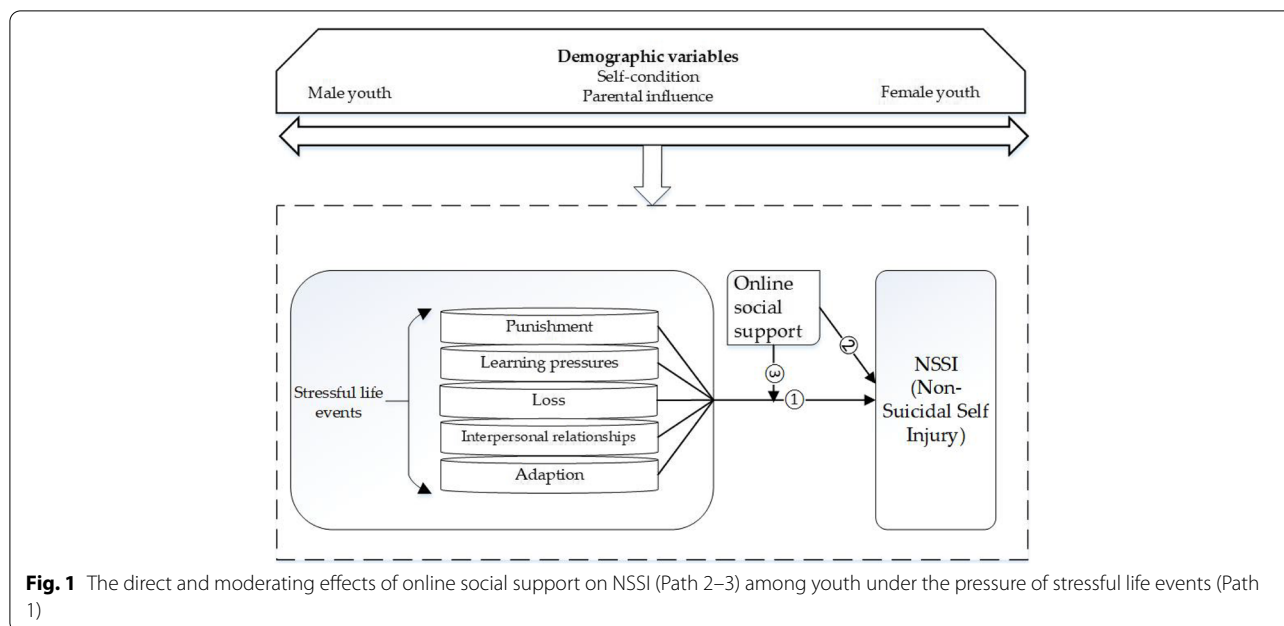 Demographic variables
Self-condition
Male youth
Parental influence
Female youth
Stressful life
events
Punishment
Learning pressures
Loss
Interpersonal relationships
Adaption
Online
social
support
②
③
①
NSSI
(Non-
Suicidal Self
Injury)
Fig. 1 The direct and moderating effects of online social support on NSSI (Path 2–3) among youth under the pressure of stressful life events (Path
1)